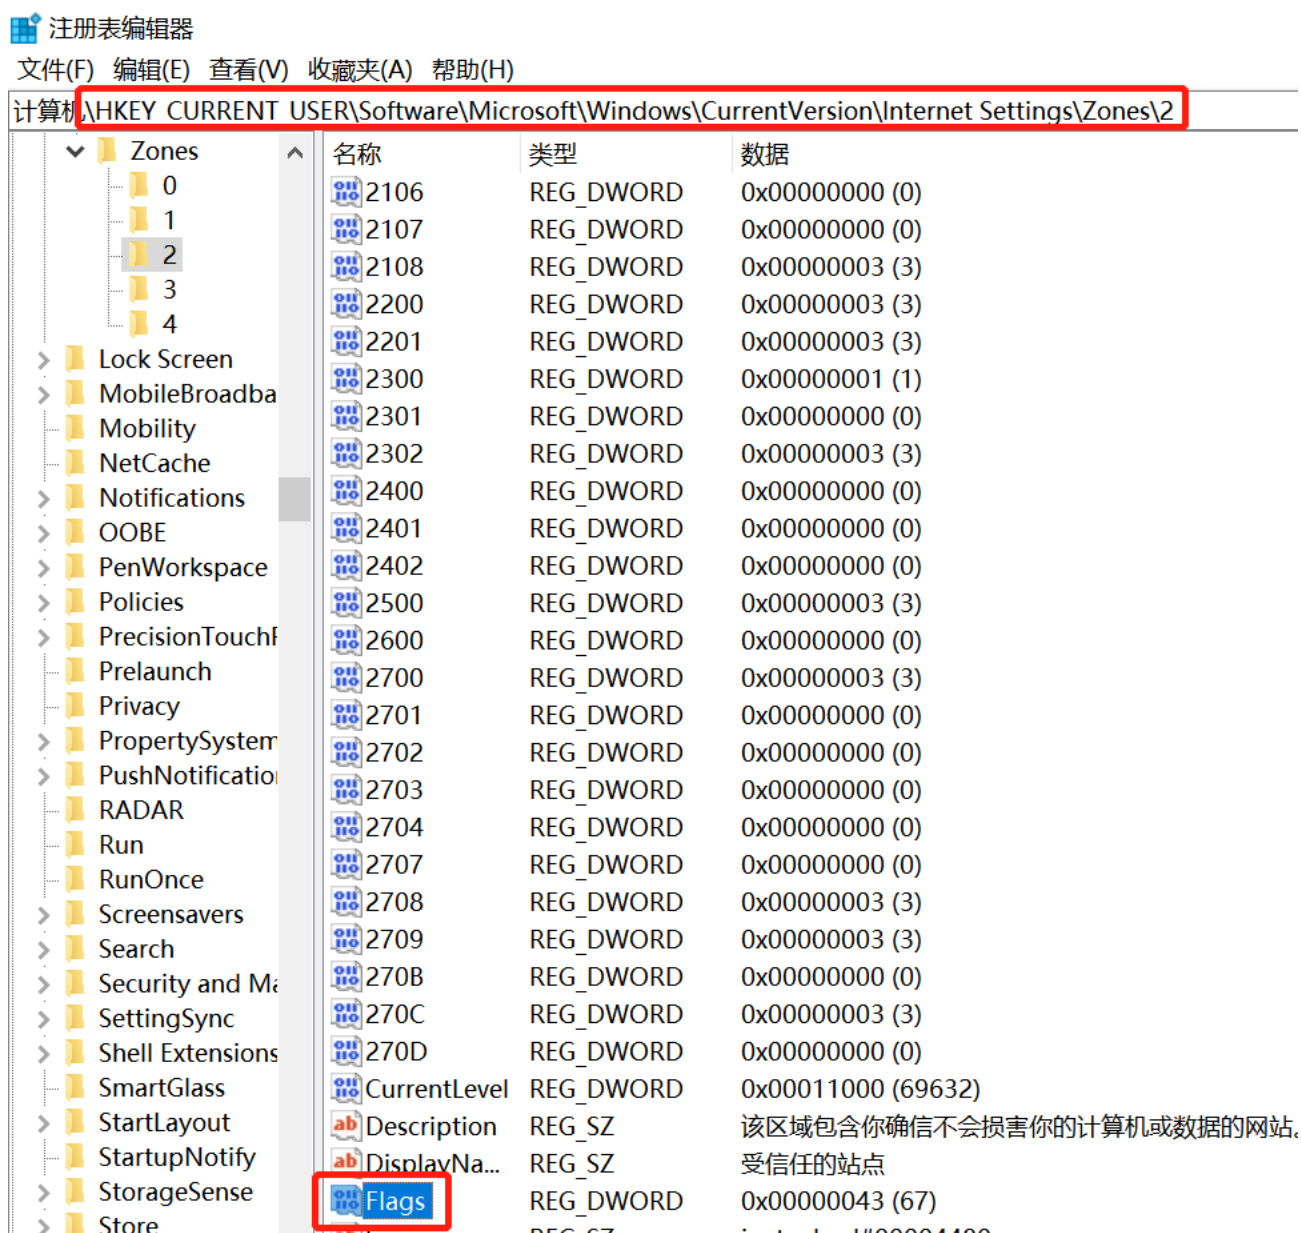 注册表编辑器
文件(F) 编辑(E) 查看(V) 收藏夹(A) 帮助(H)
计算机\HKEY_CURRENT_USER\Software\Microsoft\Windows\CurrentVersion\Internet Settings\Zones\2
Zones
0
1
2
3
4
Lock Screen
MobileBroadba
Mobility
NetCache
Notifications
OOBE
PenWorkspace
Policies
PrecisionTouchP
Prelaunch
Privacy
PropertySystem
PushNotification
RADAR
Run
RunOnce
Screensavers
Search
Security and Ma
SettingSync
Shell Extensions
SmartGlass
StartLayout
StartupNotify
StorageSense
Store
名称 类型 数据
2106 REG_DWORD 0x00000000 (0)
2107 REG_DWORD 0x00000000 (0)
2108 REG_DWORD 0x00000003 (3)
2200 REG_DWORD 0x00000003 (3)
2201 REG_DWORD 0x00000003 (3)
2300 REG_DWORD 0x00000001 (1)
2301 REG_DWORD 0x00000000 (0)
2302 REG_DWORD 0x00000003 (3)
2400 REG_DWORD 0x00000000 (0)
2401 REG_DWORD 0x00000000 (0)
2402 REG_DWORD 0x00000000 (0)
2500 REG_DWORD 0x00000003 (3)
2600 REG_DWORD 0x00000000 (0)
2700 REG_DWORD 0x00000003 (3)
2701 REG_DWORD 0x00000000 (0)
2702 REG_DWORD 0x00000000 (0)
2703 REG_DWORD 0x00000000 (0)
2704 REG_DWORD 0x00000000 (0)
2707 REG_DWORD 0x00000000 (0)
2708 REG_DWORD 0x00000003 (3)
2709 REG_DWORD 0x00000003 (3)
270B REG_DWORD 0x00000000 (0)
270C REG_DWORD 0x00000003 (3)
270D REG_DWORD 0x00000000 (0)
CurrentLevel REG_DWORD 0x00011000 (69632)
Description REG_SZ 该区域包含你确信不会损害你的计算机或数据的网站。
DisplayNa... REG_SZ 受信任的站点
Flags REG_DWORD 0x00000043 (67)
REG_SZ